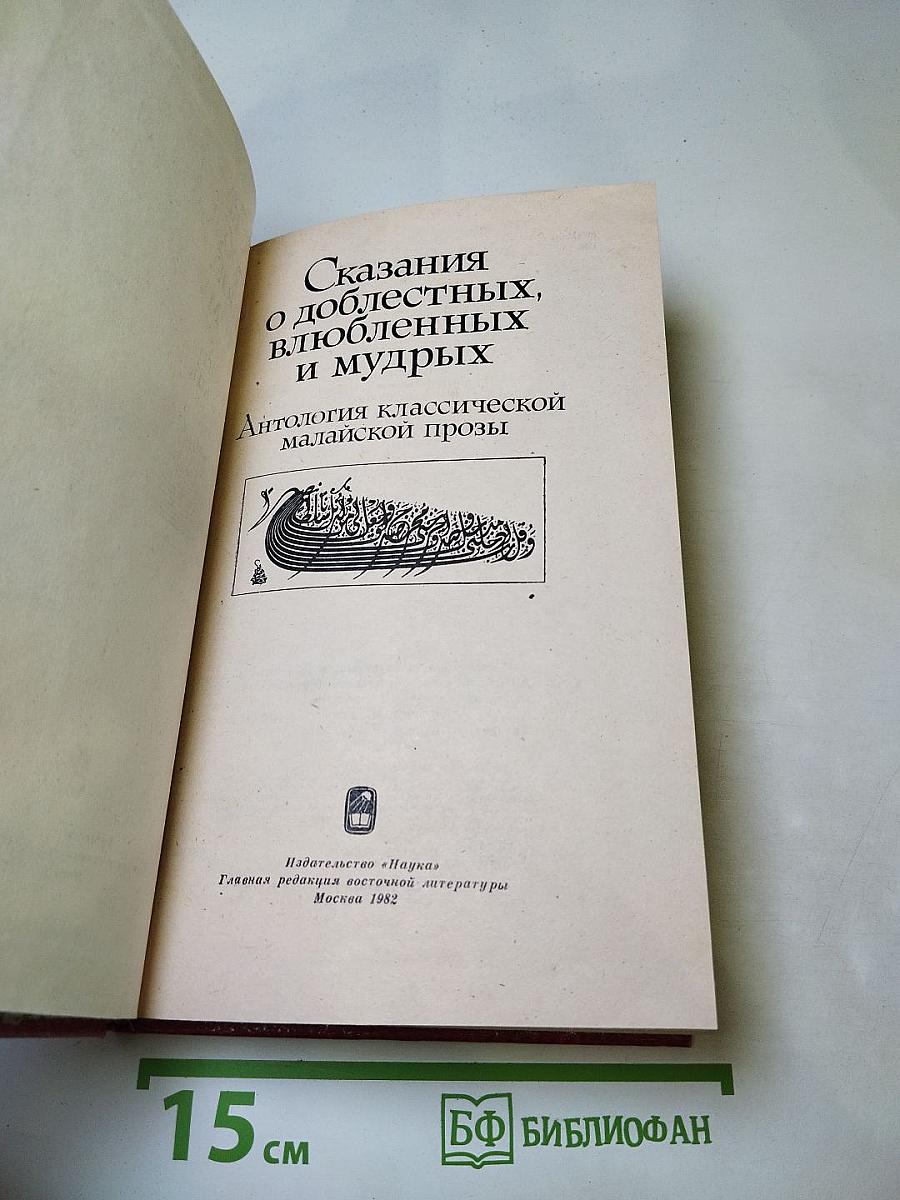 Сказания
о доблестных,
влюбленных
и мудрых
Антология классической
малайской прозы
Издательство «Наука»
Главная редакция восточной литературы
Москва 1982
15 см
БФ БИБЛИОФАН